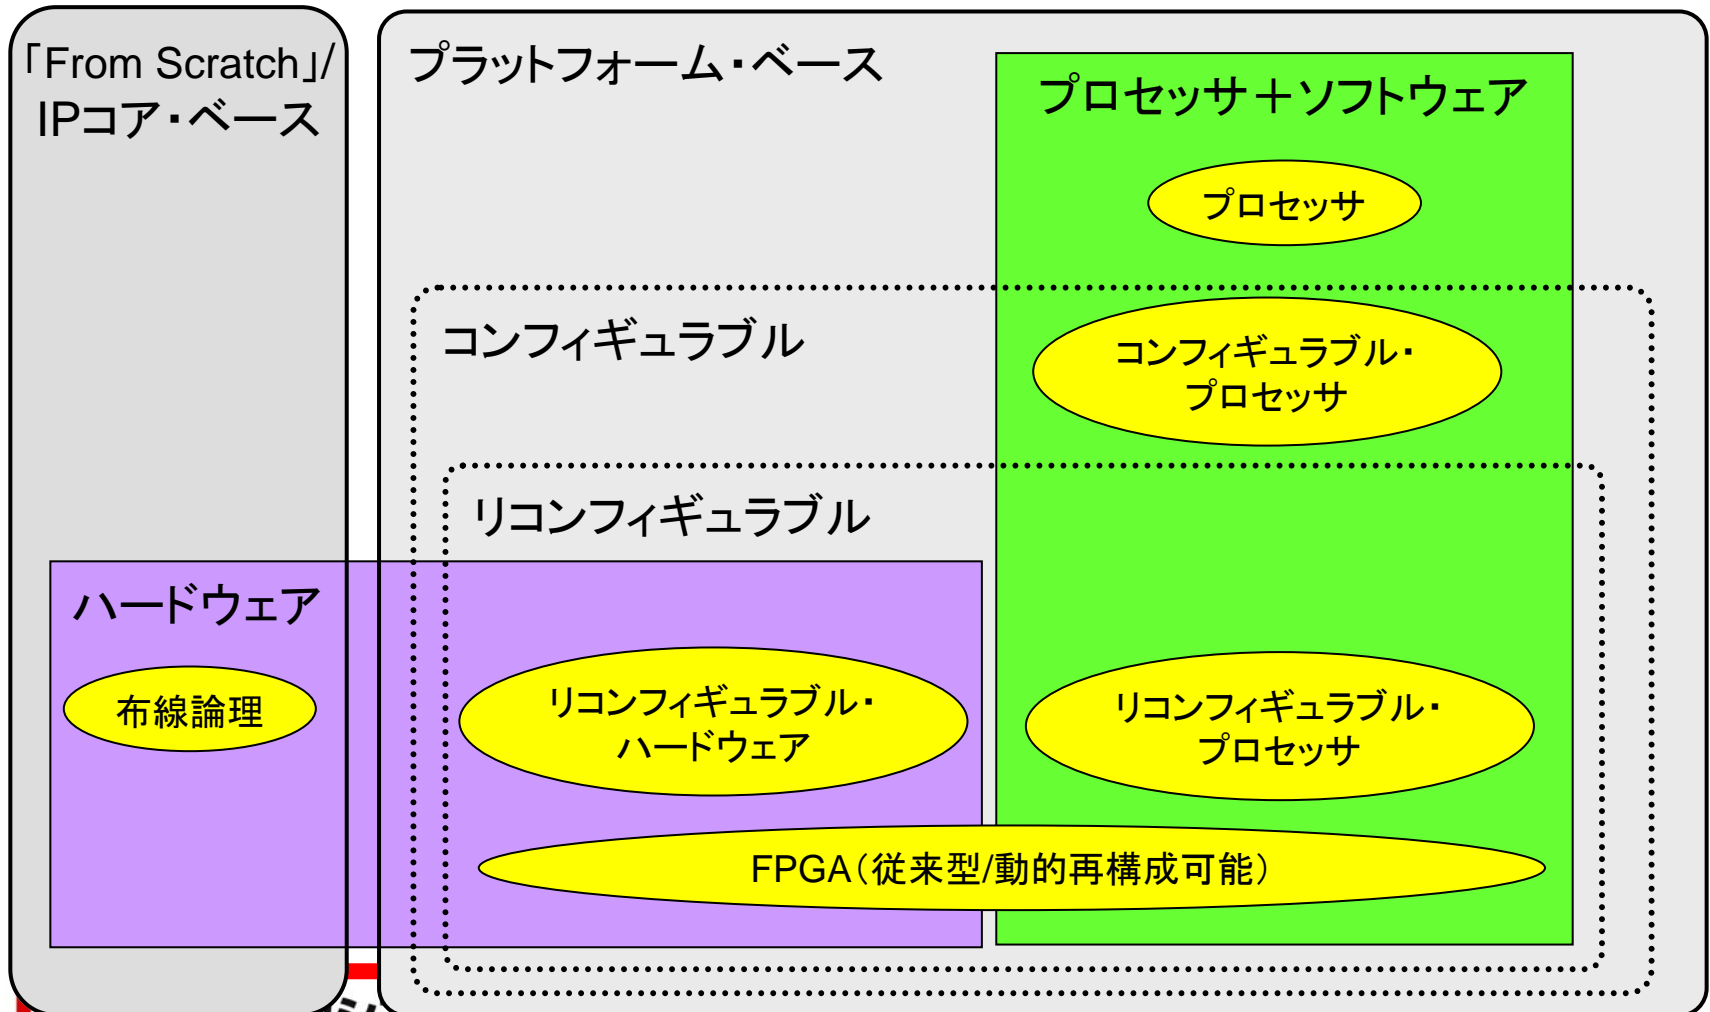 「From Scratch」/
IPコア・ベース
プラットフォーム・ベース
プロセッサ＋ソフトウェア
プロセッサ
コンフィギュラブル
コンフィギュラブル・
プロセッサ
リコンフィギュラブル
ハードウェア
布線論理
リコンフィギュラブル・
ハードウェア
リコンフィギュラブル・
プロセッサ
FPGA（従来型/動的再構成可能）